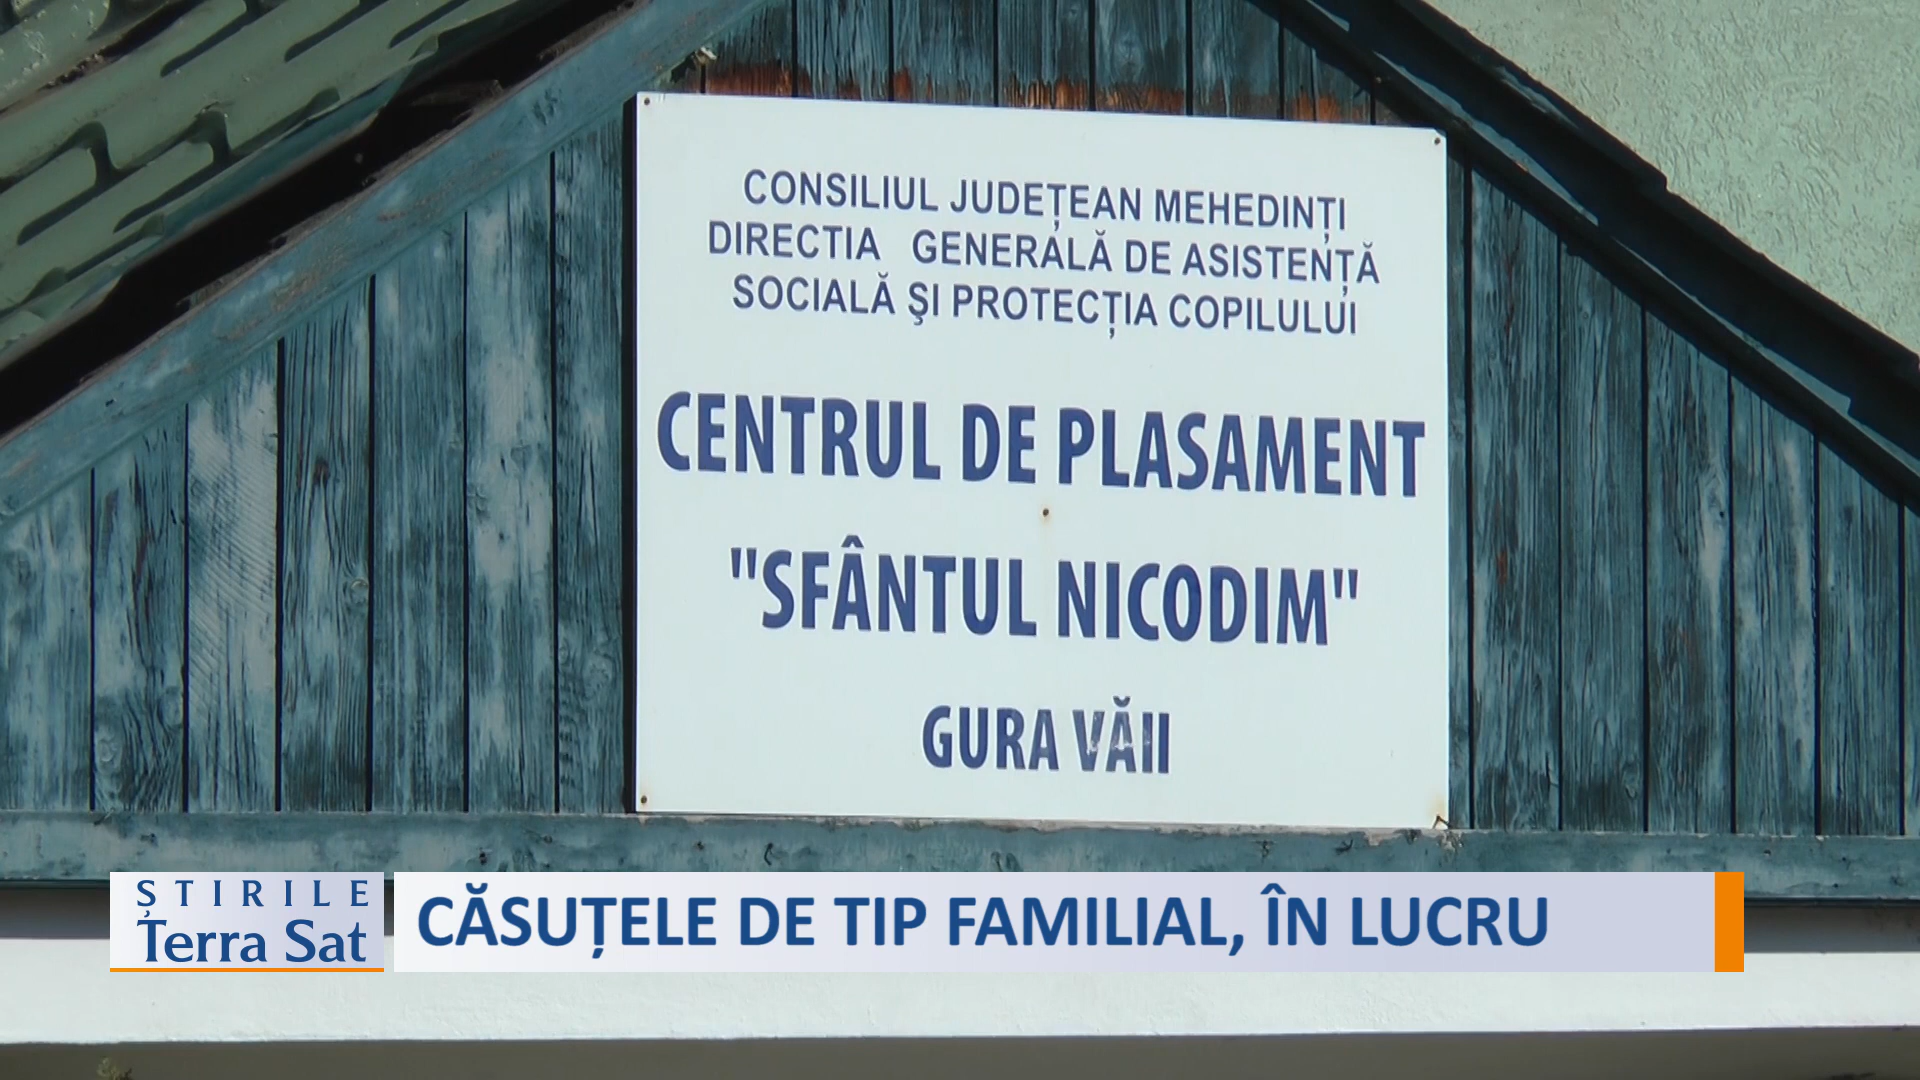 CONSILIUL JUDEȚEAN MEHEDINȚI
DIRECTIA GENERALĂ DE ASISTENȚĂ
SOCIALĂ ŞI PROTECȚIA COPILULUI
CENTRUL DE PLASAMENT
"SFÂNTUL NICODIM"
GURA VĂII
ȘTIRILE
Terra Sat
CĂSUȚELE DE TIP FAMILIAL, ÎN LUCRU